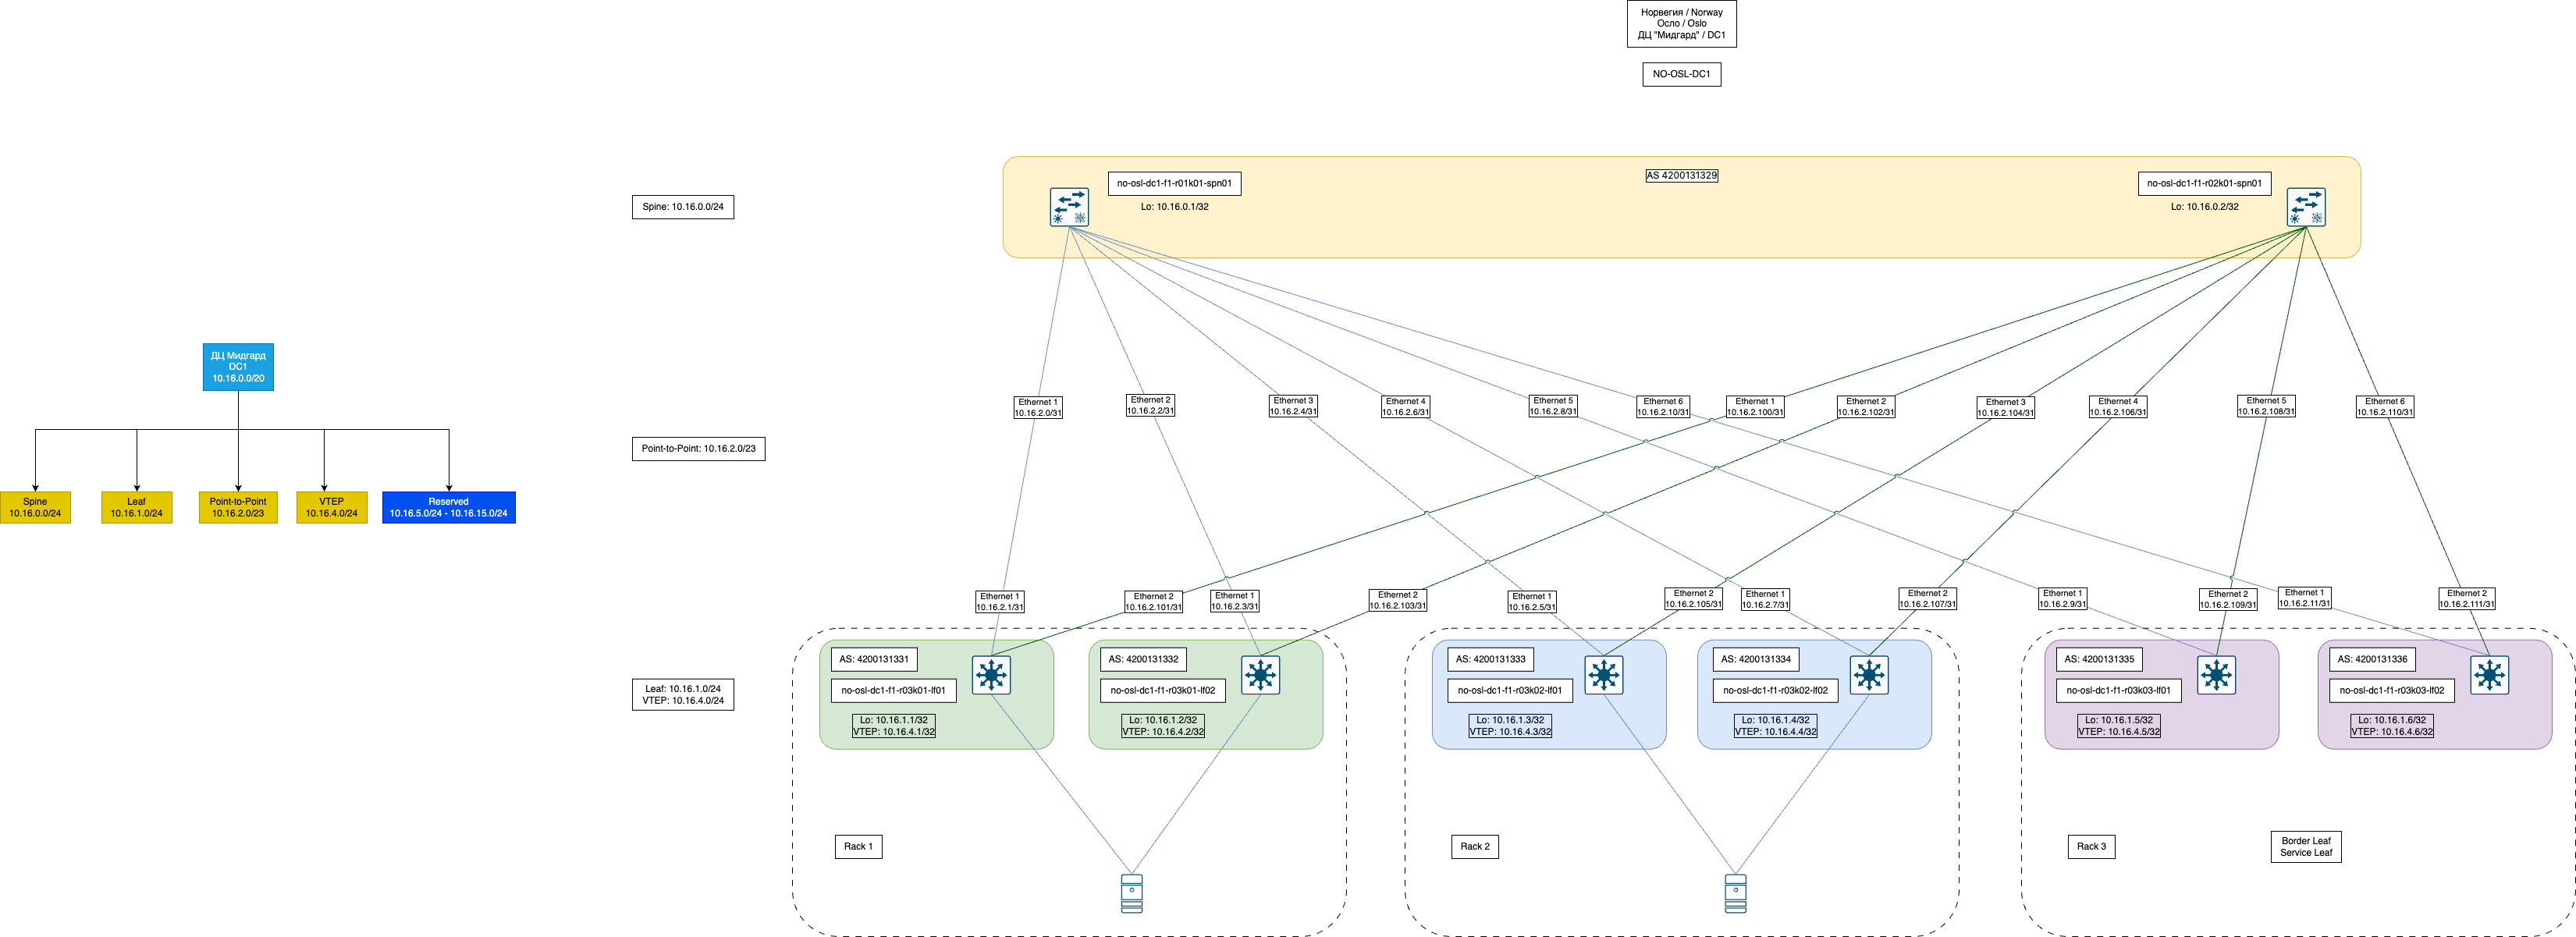 Норвегия / Norway
Осло / Oslo
ДЦ "Мидгард" / DC1
NO-OSL-DC1
AS 4200131329
no-osl-dc1-f1-r01k01-spn01
Lo: 10.16.0.1/32
no-osl-dc1-f1-r02k01-spn01
Lo: 10.16.0.2/32
Spine: 10.16.0.0/24
ДЦ Мидгард
DC1
10.16.0.0/20
Spine
10.16.0.0/24
Leaf
10.16.1.0/24
Point-to-Point
10.16.2.0/23
VTEP
10.16.4.0/24
Reserved
10.16.5.0/24 - 10.16.15.0/24
Ethernet 1
10.16.2.0/31
Ethernet 2
10.16.2.2/31
Ethernet 3
10.16.2.4/31
Ethernet 4
10.16.2.6/31
Ethernet 5
10.16.2.8/31
Ethernet 6
10.16.2.10/31
Ethernet 1
10.16.2.100/31
Ethernet 2
10.16.2.102/31
Ethernet 3
10.16.2.104/31
Ethernet 4
10.16.2.106/31
Ethernet 5
10.16.2.108/31
Ethernet 6
10.16.2.110/31
Point-to-Point: 10.16.2.0/23
Ethernet 1
10.16.2.1/31
Ethernet 2
10.16.2.101/31
Ethernet 1
10.16.2.3/31
Ethernet 2
10.16.2.103/31
Ethernet 1
10.16.2.5/31
Ethernet 2
10.16.2.105/31
Ethernet 1
10.16.2.7/31
Ethernet 2
10.16.2.107/31
Ethernet 1
10.16.2.9/31
Ethernet 2
10.16.2.109/31
Ethernet 1
10.16.2.11/31
Ethernet 2
10.16.2.111/31
Leaf: 10.16.1.0/24
VTEP: 10.16.4.0/24
AS: 4200131331
no-osl-dc1-f1-r03k01-lf01
Lo: 10.16.1.1/32
VTEP: 10.16.4.1/32
AS: 4200131332
no-osl-dc1-f1-r03k01-lf02
Lo: 10.16.1.2/32
VTEP: 10.16.4.2/32
AS: 4200131333
no-osl-dc1-f1-r03k02-lf01
Lo: 10.16.1.3/32
VTEP: 10.16.4.3/32
AS: 4200131334
no-osl-dc1-f1-r03k02-lf02
Lo: 10.16.1.4/32
VTEP: 10.16.4.4/32
AS: 4200131335
no-osl-dc1-f1-r03k03-lf01
Lo: 10.16.1.5/32
VTEP: 10.16.4.5/32
AS: 4200131336
no-osl-dc1-f1-r03k03-lf02
Lo: 10.16.1.6/32
VTEP: 10.16.4.6/32
Rack 1
Rack 2
Rack 3
Border Leaf
Service Leaf